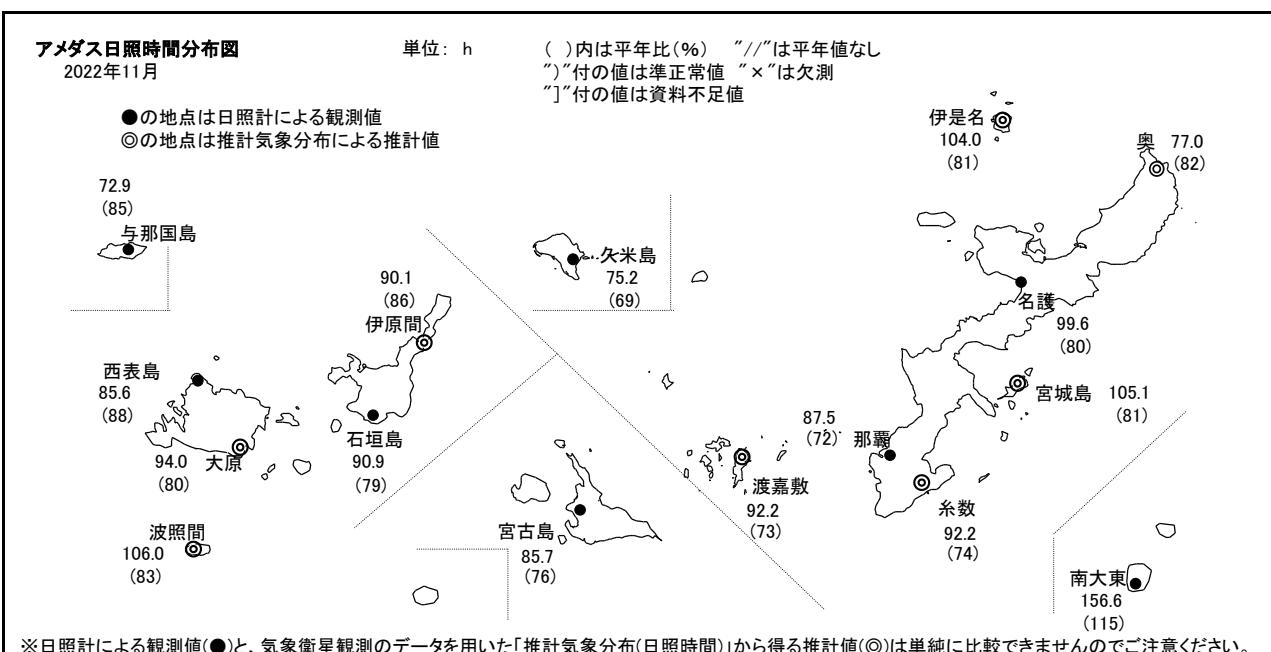 アメダス日照時間分布図 単位: h ( )内は平年比(%) "//"は平年値なし
2022年11月 ")"付の値は準正常値 "×"は欠測
"]"付の値は資料不足値
●の地点は日照計による観測値
◎の地点は推計気象分布による推計値
伊是名
104.0
(81)
奥 77.0
(82)
72.9
(85)
与那国島
久米島
75.2
(69)
90.1
(86)
伊原間
名護
99.6
(80)
西表島
85.6
(88)
宮城島 105.1
(81)
87.5
(72)
那覇
石垣島
90.9
(79)
94.0 大原
(80)
渡嘉敷
92.2
(73)
糸数
92.2
(74)
宮古島
85.7
(76)
波照間
106.0
(83)
南大東
156.6
(115)
※日照計による観測値(●)と、気象衛星観測のデータを用いた「推計気象分布(日照時間)」から得る推計値(◎)は単純に比較できませんのでご注意ください。